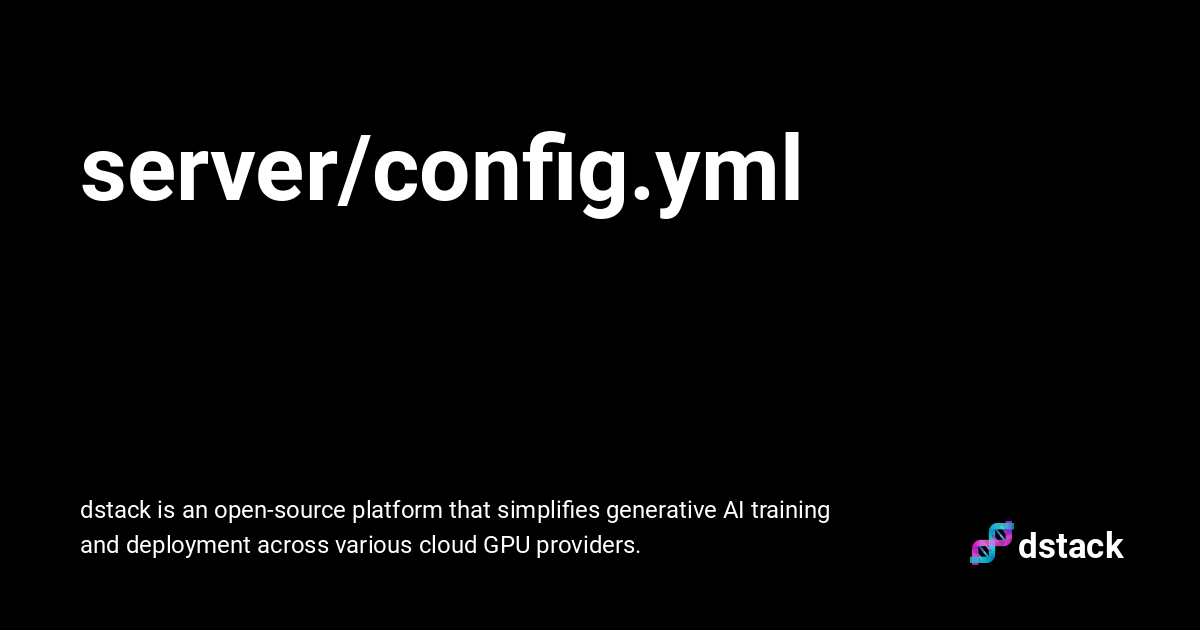 server/config.yml
dstack is an open-source platform that simplifies generative AI training
and deployment across various cloud GPU providers.
dstack